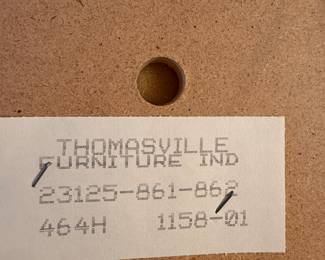 THOMASVILLE
FURNITURE IND
23125-861-862
464H 1158-01